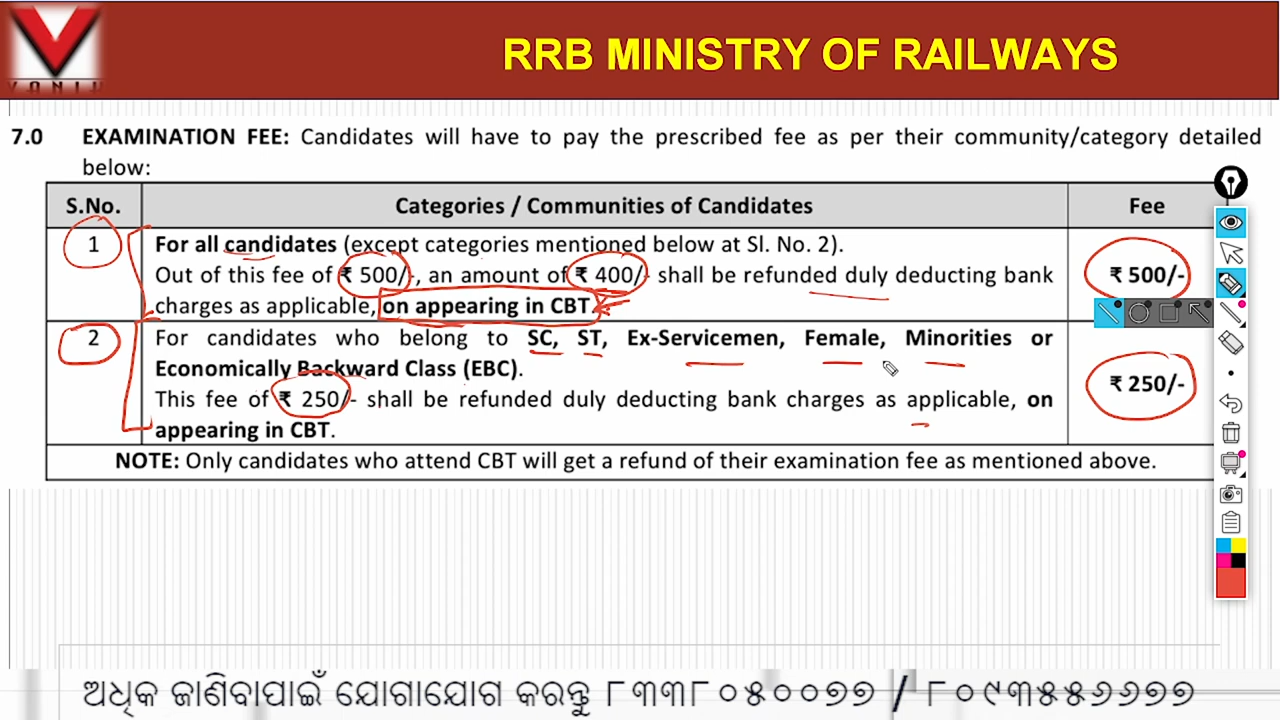 VANIK
RRB MINISTRY OF RAILWAYS
7.0 EXAMINATION FEE: Candidates will have to pay the prescribed fee as per their community/category detailed
below:
S.No. Categories / Communities of Candidates Fee
1 For all candidates (except categories mentioned below at Sl. No. 2).
Out of this fee of ₹ 500/-, an amount of ₹ 400/- shall be refunded duly deducting bank ₹ 500/-
charges as applicable, on appearing in CBT.
2 For candidates who belong to SC, ST, Ex-Servicemen, Female, Minorities or
Economically Backward Class (EBC). ₹ 250/-
This fee of ₹ 250/- shall be refunded duly deducting bank charges as applicable, on
appearing in CBT.
NOTE: Only candidates who attend CBT will get a refund of their examination fee as mentioned above.
ଅଧିକ ଜାଣିବାପାଇଁ ଯୋଗାଯୋଗ କରନ୍ତୁ ୮୩୩୮୦୫୦୦୭୭ / ୮୦୯୩୫୫୬୬୭୭